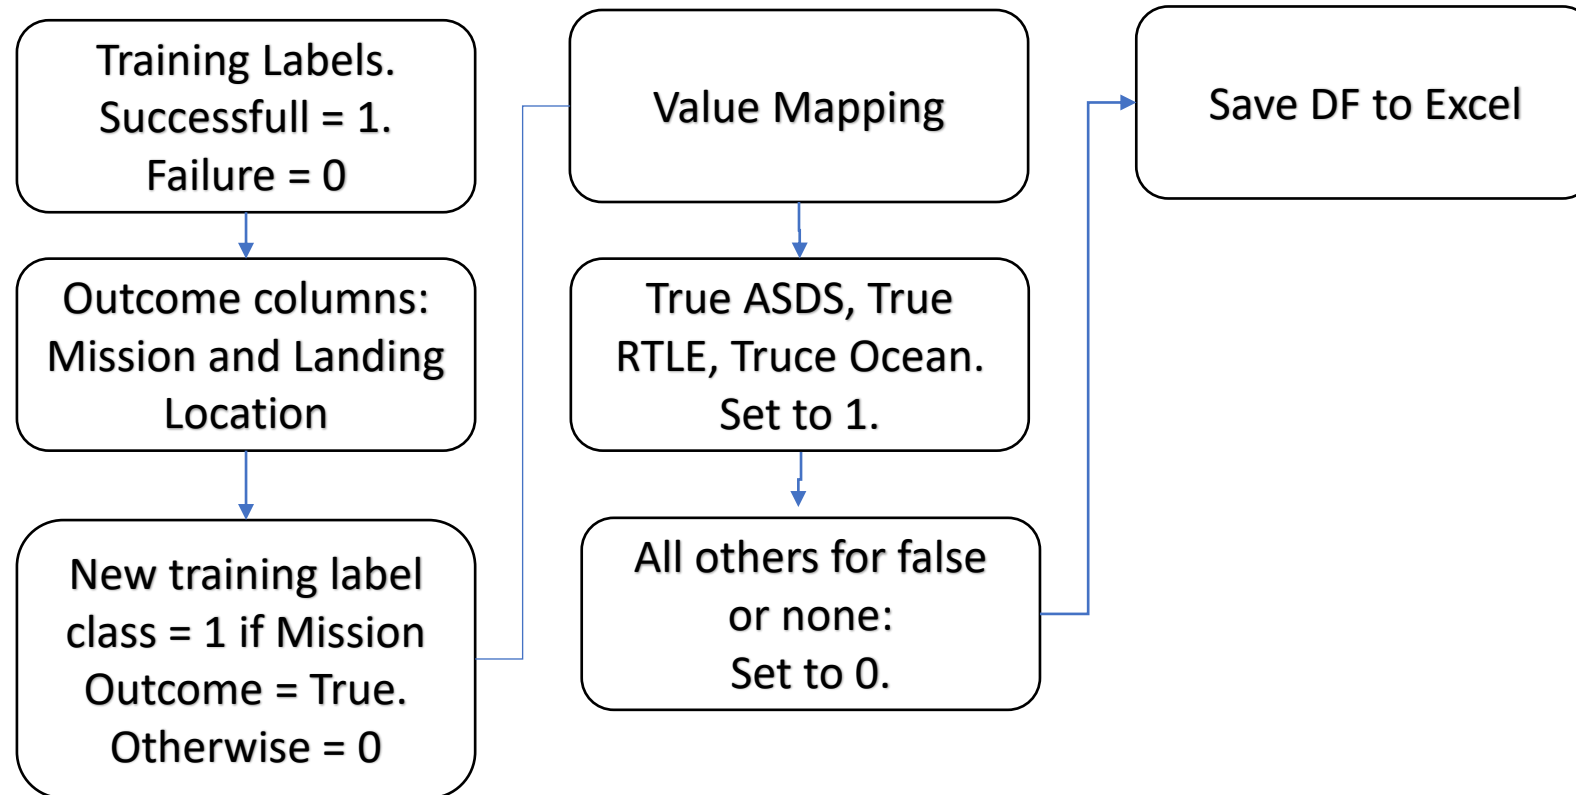 Training Labels.
Successfull = 1.
Failure = 0
Outcome columns:
Mission and Landing
Location
New training label
class = 1 if Mission
Outcome = True.
Otherwise = 0
Value Mapping
True ASDS, True
RTLE, Truce Ocean.
Set to 1.
All others for false
or none:
Set to 0.
Save DF to Excel